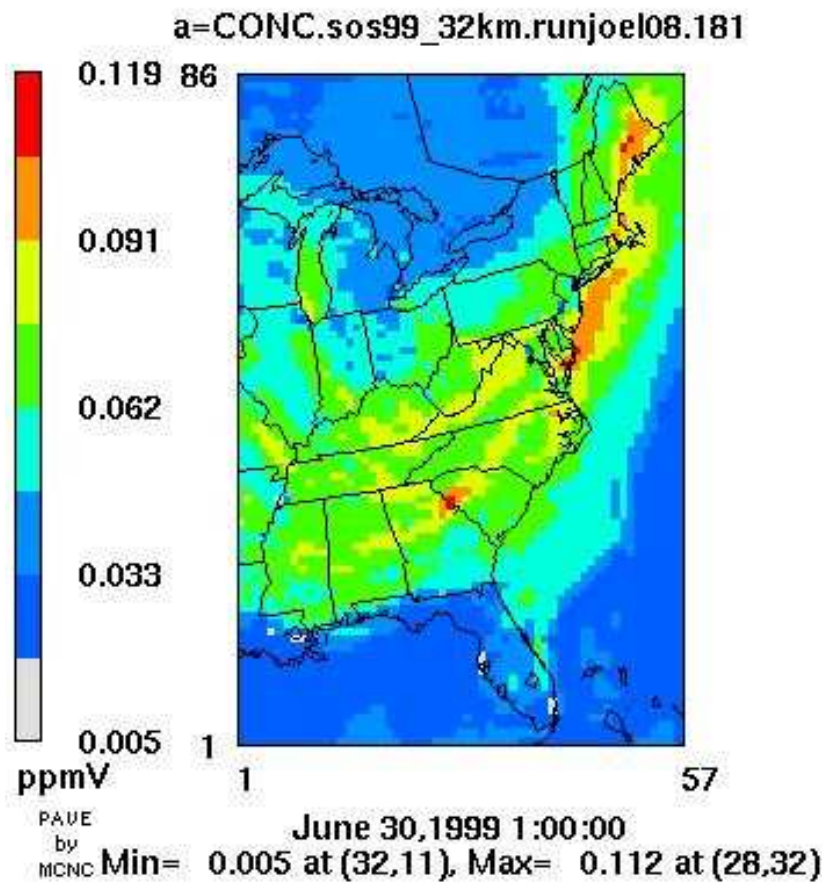 a=CONC.sos99_32km.runjoel08.181
0.119
86
0.091
0.062
0.033
0.005
1
ppmV
1
57
PAVE
by
MCNC
June 30,1999 1:00:00
Min= 0.005 at (32,11), Max= 0.112 at (28,32)